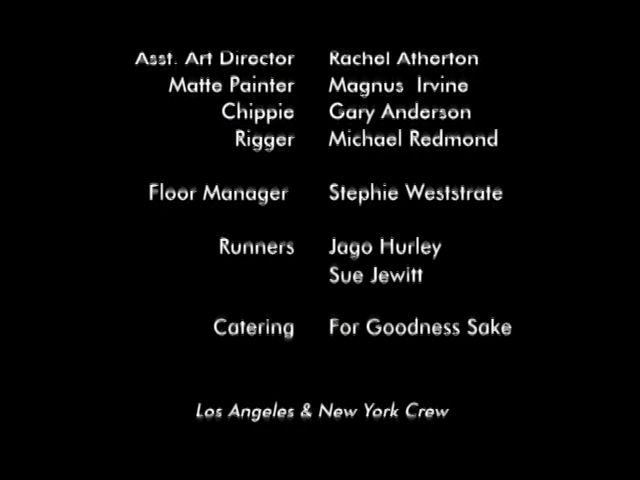 Asst. Art Director Rachel Atherton
Matte Painter Magnus Irvine
Chippie Gary Anderson
Rigger Michael Redmond
Floor Manager Stephie Weststrate
Runners Jago Hurley
Sue Jewitt
Catering For Goodness Sake
Los Angeles & New York Crew